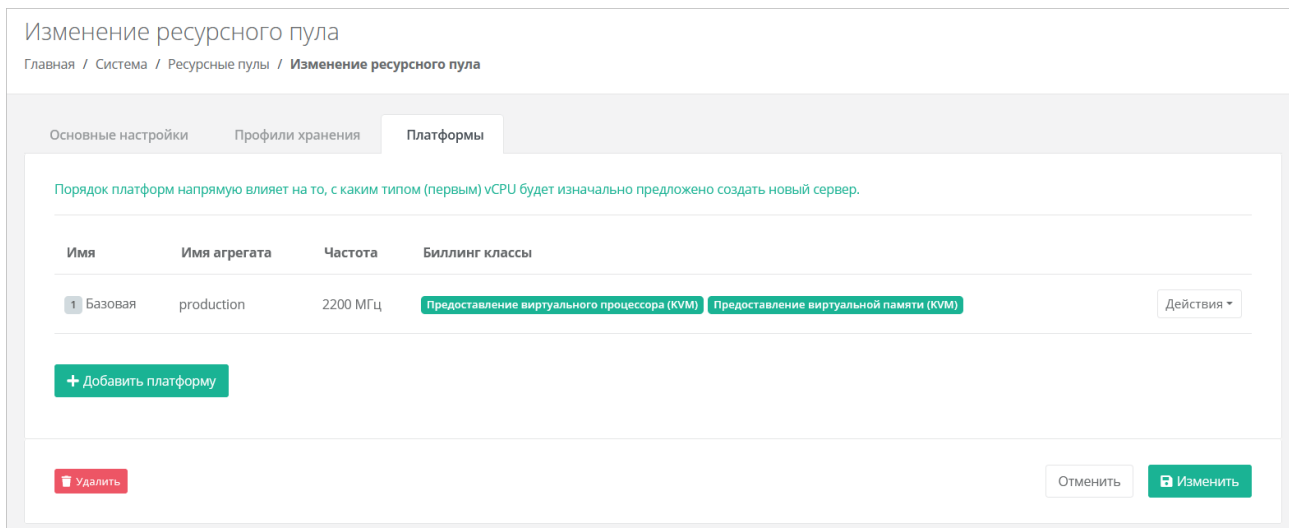 Изменение ресурсного пула
Главная / Система / Ресурсные пулы / Изменение ресурсного пула
Основные настройки Профили хранения Платформы
Порядок платформ напрямую влияет на то, с каким типом (первым) vCPU будет изначально предложено создать новый сервер.
Имя Имя агрегата Частота Биллинг классы
1 Базовая production 2200 МГц Предоставление виртуального процессора (KVM) Предоставление виртуальной памяти (KVM) Действия
+ Добавить платформу
Удалить Отменить Изменить